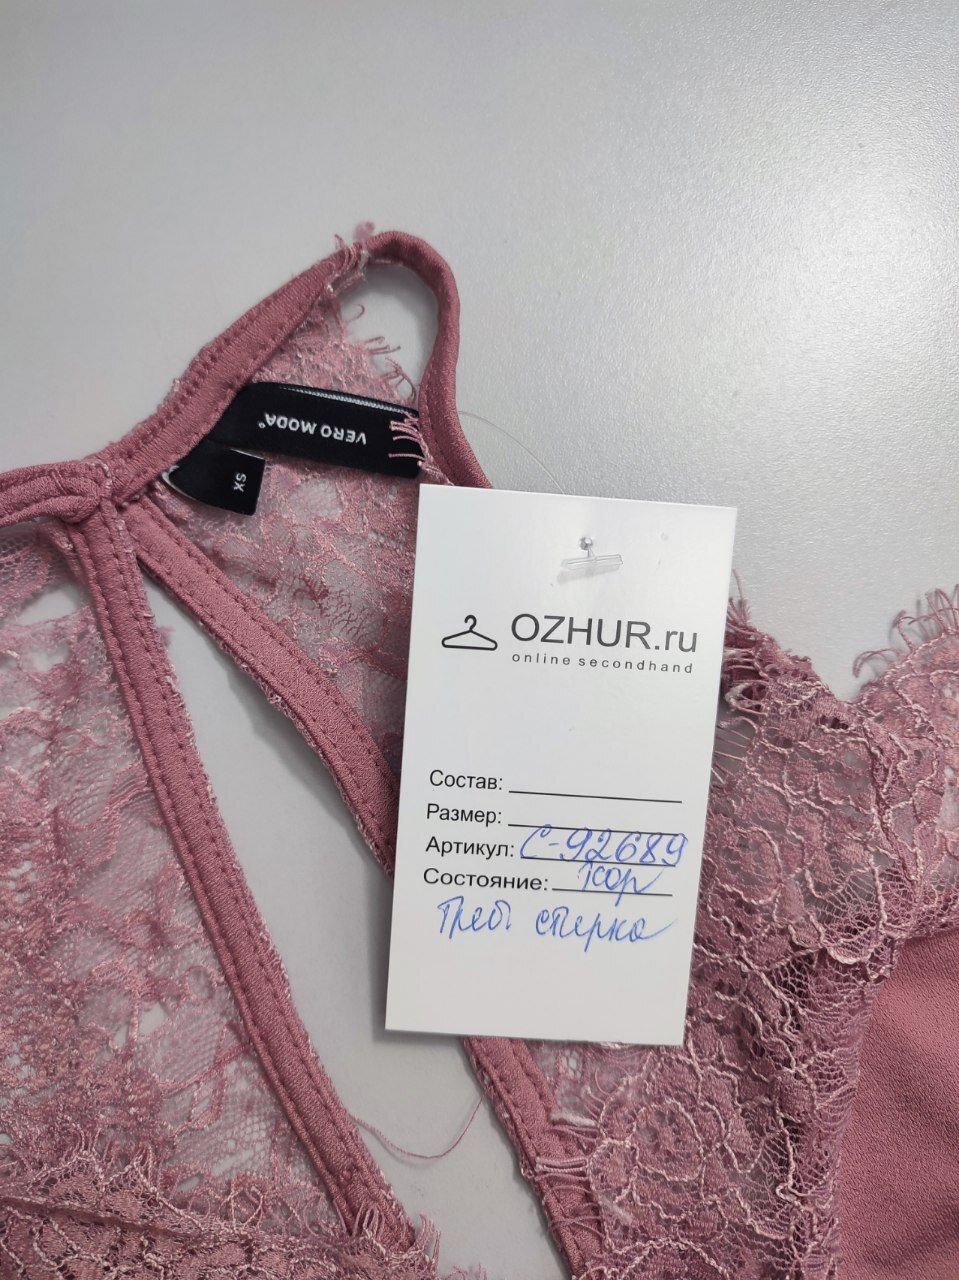 VERO MODA®
XS
OZHUR.ru
online secondhand
Состав:
Размер:
Артикул: С-92689
Состояние: хор
Треб. стирка